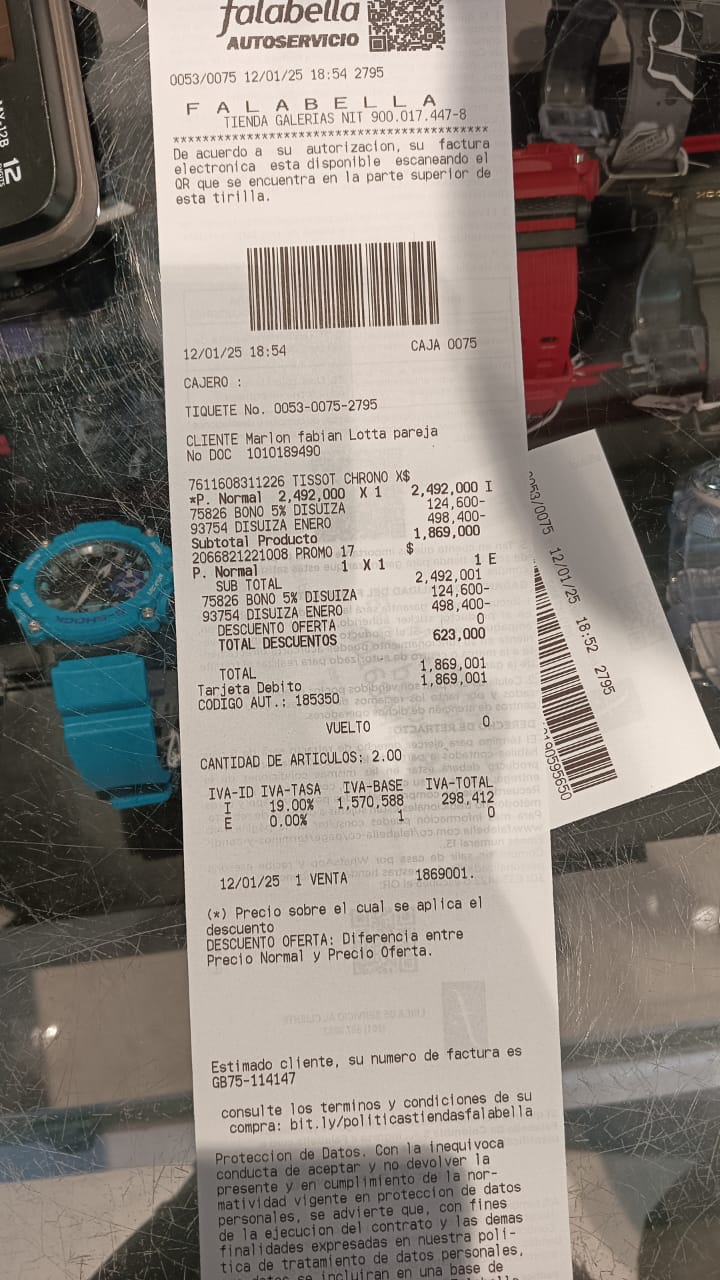 falabella
AUTOSERVICIO
0053/0075 12/01/25 18:54 2795
F A L A B E L L A
TIENDA GALERIAS NIT 900.017.447-8
****************************************
De acuerdo a su autorizacion, su factura
electronica esta disponible escaneando el
QR que se encuentra en la parte superior de
esta tirilla.
12/01/25 18:54 CAJA 0075
CAJERO :
TIQUETE No. 0053-0075-2795
CLIENTE Marlon fabian Lotta pareja
No DOC 1010189490
7611608311226 TISSOT CHRONO X$
*P. Normal 2,492,000 X 1 2,492,000 I
75826 BONO 5% DISUIZA 124,600-
93754 DISUIZA ENERO 498,400-
Subtotal Producto 1,869,000
2066821221008 PROMO 17 $
P. Normal 1 X 1 1 E
SUB TOTAL 2,492,001
75826 BONO 5% DISUIZA 124,600-
93754 DISUIZA ENERO 498,400-
DESCUENTO OFERTA 0
TOTAL DESCUENTOS 623,000
TOTAL 1,869,001
Tarjeta Debito 1,869,001
CODIGO AUT.: 185350
VUELTO 0
CANTIDAD DE ARTICULOS: 2.00
IVA-ID IVA-TASA IVA-BASE IVA-TOTAL
I 19.00% 1,570,588 298,412
E 0.00% 1 0
12/01/25 1 VENTA 1869001.
(*) Precio sobre el cual se aplica el
descuento
DESCUENTO OFERTA: Diferencia entre
Precio Normal y Precio Oferta.
Estimado cliente, su numero de factura es
GB75-114147
consulte los terminos y condiciones de su
compra: bit.ly/politicastiendasfalabella
Proteccion de Datos. Con la inequivoca
conducta de aceptar y no devolver la
presente y en cumplimiento de la nor-
matividad vigente en proteccion de datos
personales, se advierte que, con fines
de la ejecucion del contrato y las demas
finalidades expresadas en nuestra poli-
tica de tratamiento de datos personales,
se incluiran en una base de
0053/0075 12/01/25 18:52 2795
G-SHOCK
12